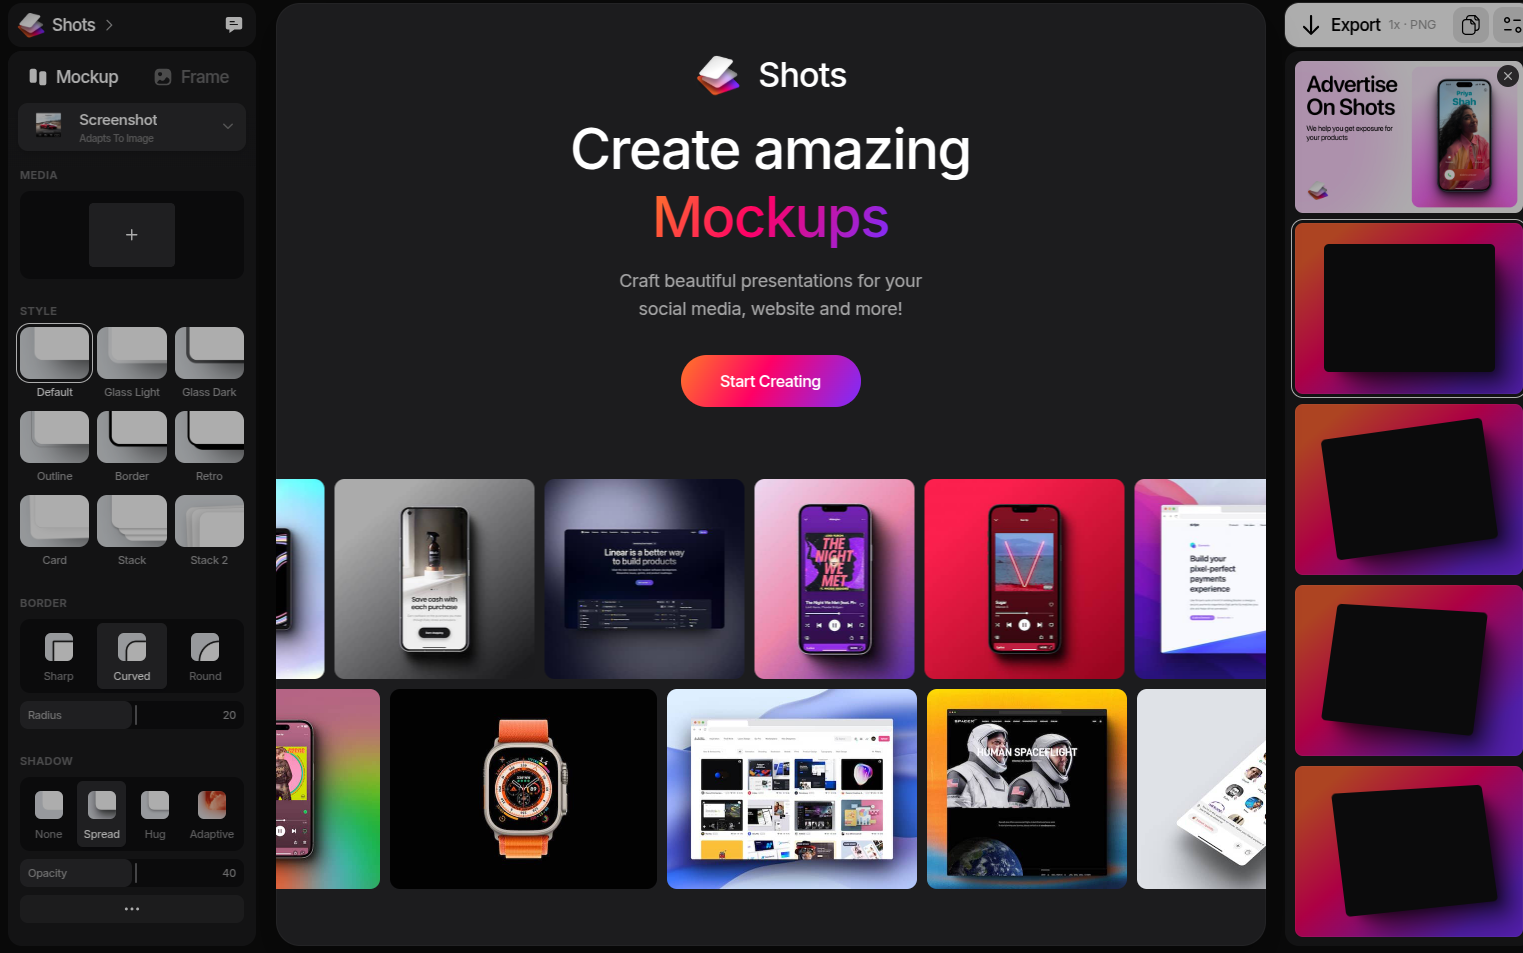 Shots
Mockup
Frame
Screenshot
Adapts To Image
MEDIA
STYLE
Default
Glass Light
Glass Dark
Outline
Border
Retro
Card
Stack
Stack 2
BORDER
Sharp
Curved
Round
Radius
20
SHADOW
None
Spread
Hug
Adaptive
Opacity
40
Shots
Create amazing
Mockups
Craft beautiful presentations for your
social media, website and more!
Start Creating
Save cash with
each purchase
Linear is a better way
to build products
THE
NIGHT
WE
MET
Sugar
Build your
pixel-perfect
payments
experience
HUMAN SPACEFLIGHT
Export
1x · PNG
Advertise
On Shots
We help you get exposure for
your products
Priya
Shah